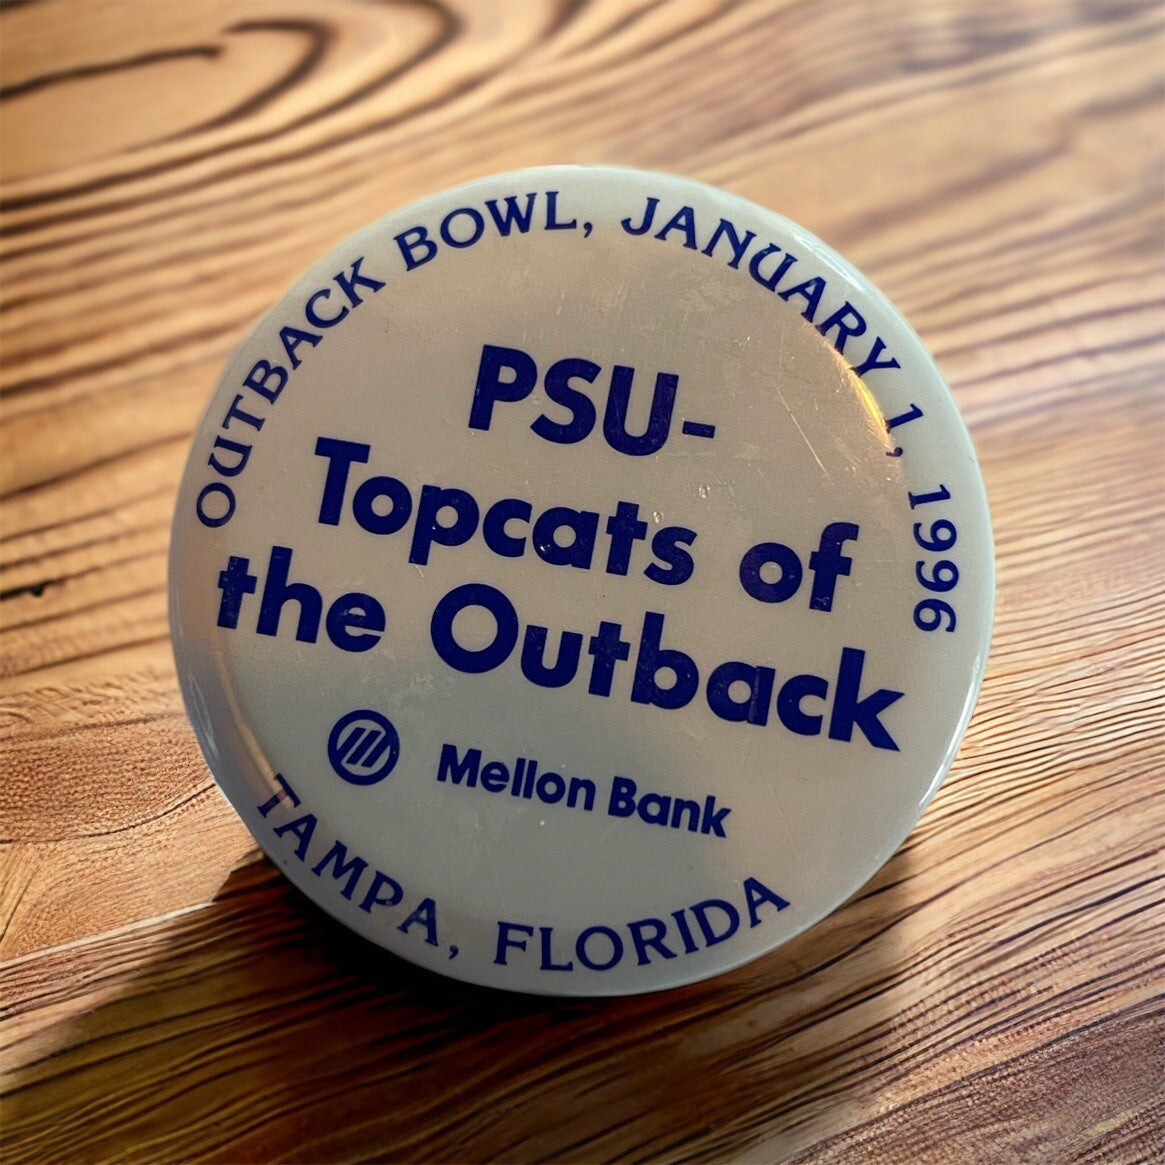 OUTBACK BOWL, JANUARY 1, 1996
PSU-
Topcats of
the Outback
Mellon Bank
TAMPA, FLORIDA